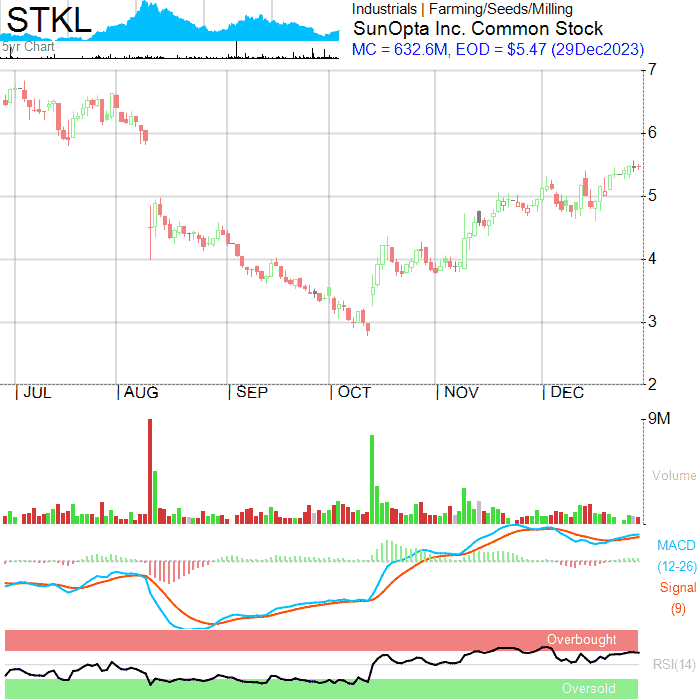 STKL
5yr Chart
Industrials | Farming/Seeds/Milling
SunOpta Inc. Common Stock
MC = 632.6M, EOD = $5.47 (29Dec2023)
7
6
5
4
3
2
| JUL | AUG | SEP | OCT | NOV | DEC
9M
Volume
MACD
(12-26)
Signal
(9)
Overbought
RSI(14)
Oversold